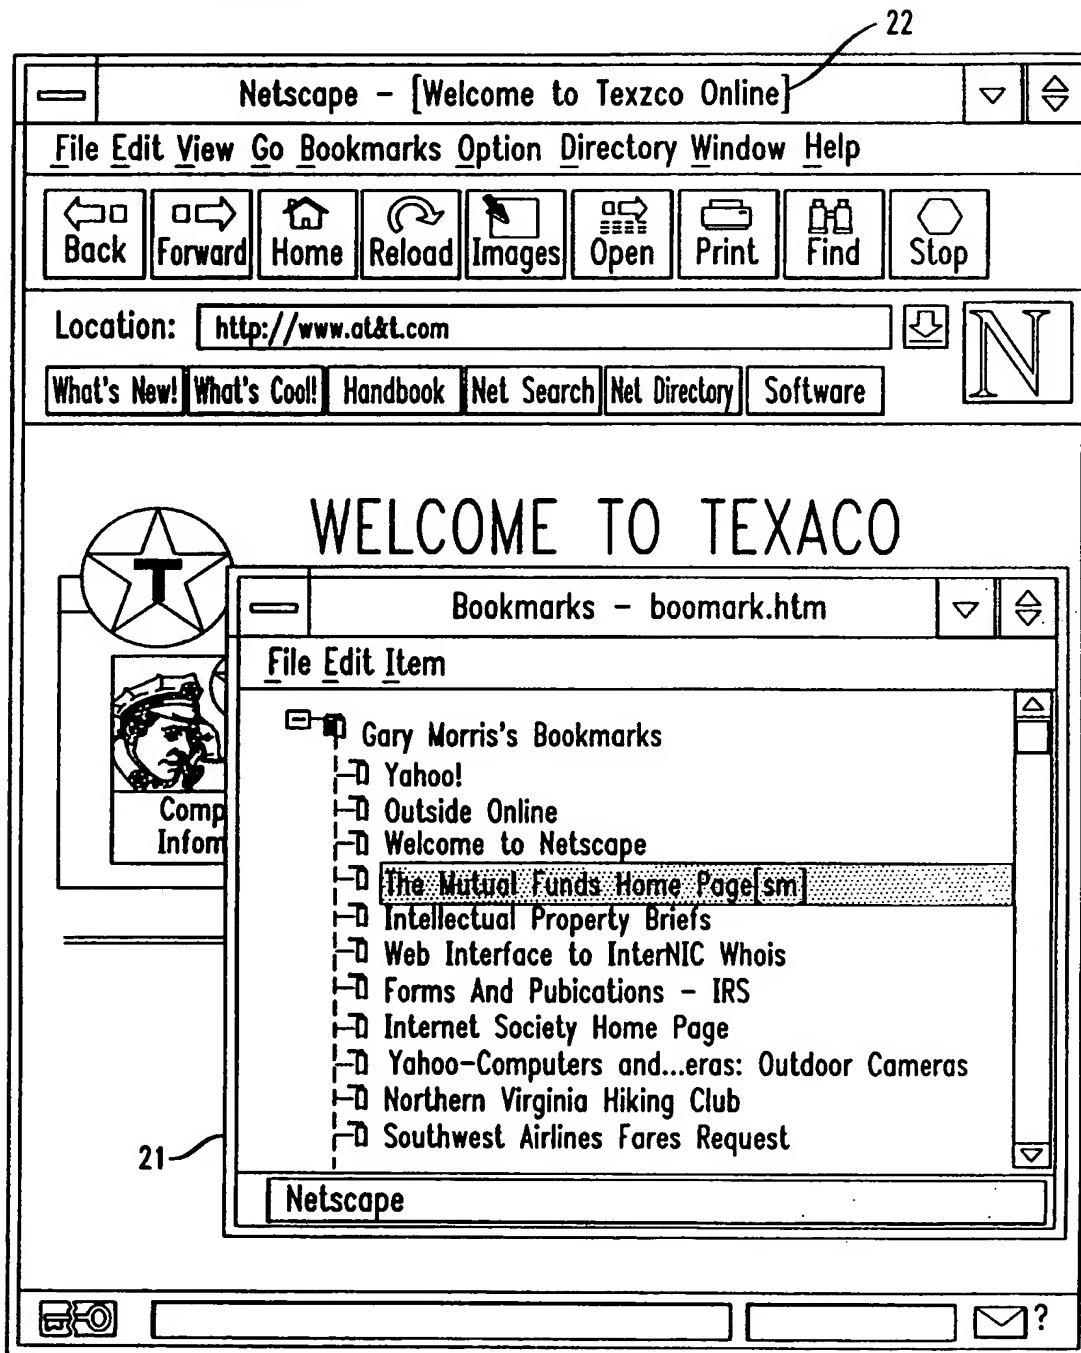 22
Netscape - [Welcome to Texzco Online]
File Edit View Go Bookmarks Option Directory Window Help
Back Forward Home Reload Images Open Print Find Stop
Location: http://www.at&t.com
N
What's New! What's Cool! Handbook Net Search Net Directory Software
WELCOME TO TEXACO
T
Bookmarks - boomark.htm
File Edit Item
Gary Morris's Bookmarks
Yahoo!
Outside Online
Welcome to Netscape
The Mutual Funds Home Page[sm]
Intellectual Property Briefs
Web Interface to InterNIC Whois
Forms And Pubications - IRS
Internet Society Home Page
Yahoo-Computers and...eras: Outdoor Cameras
Northern Virginia Hiking Club
Southwest Airlines Fares Request
Comp
Infom
21
Netscape
?